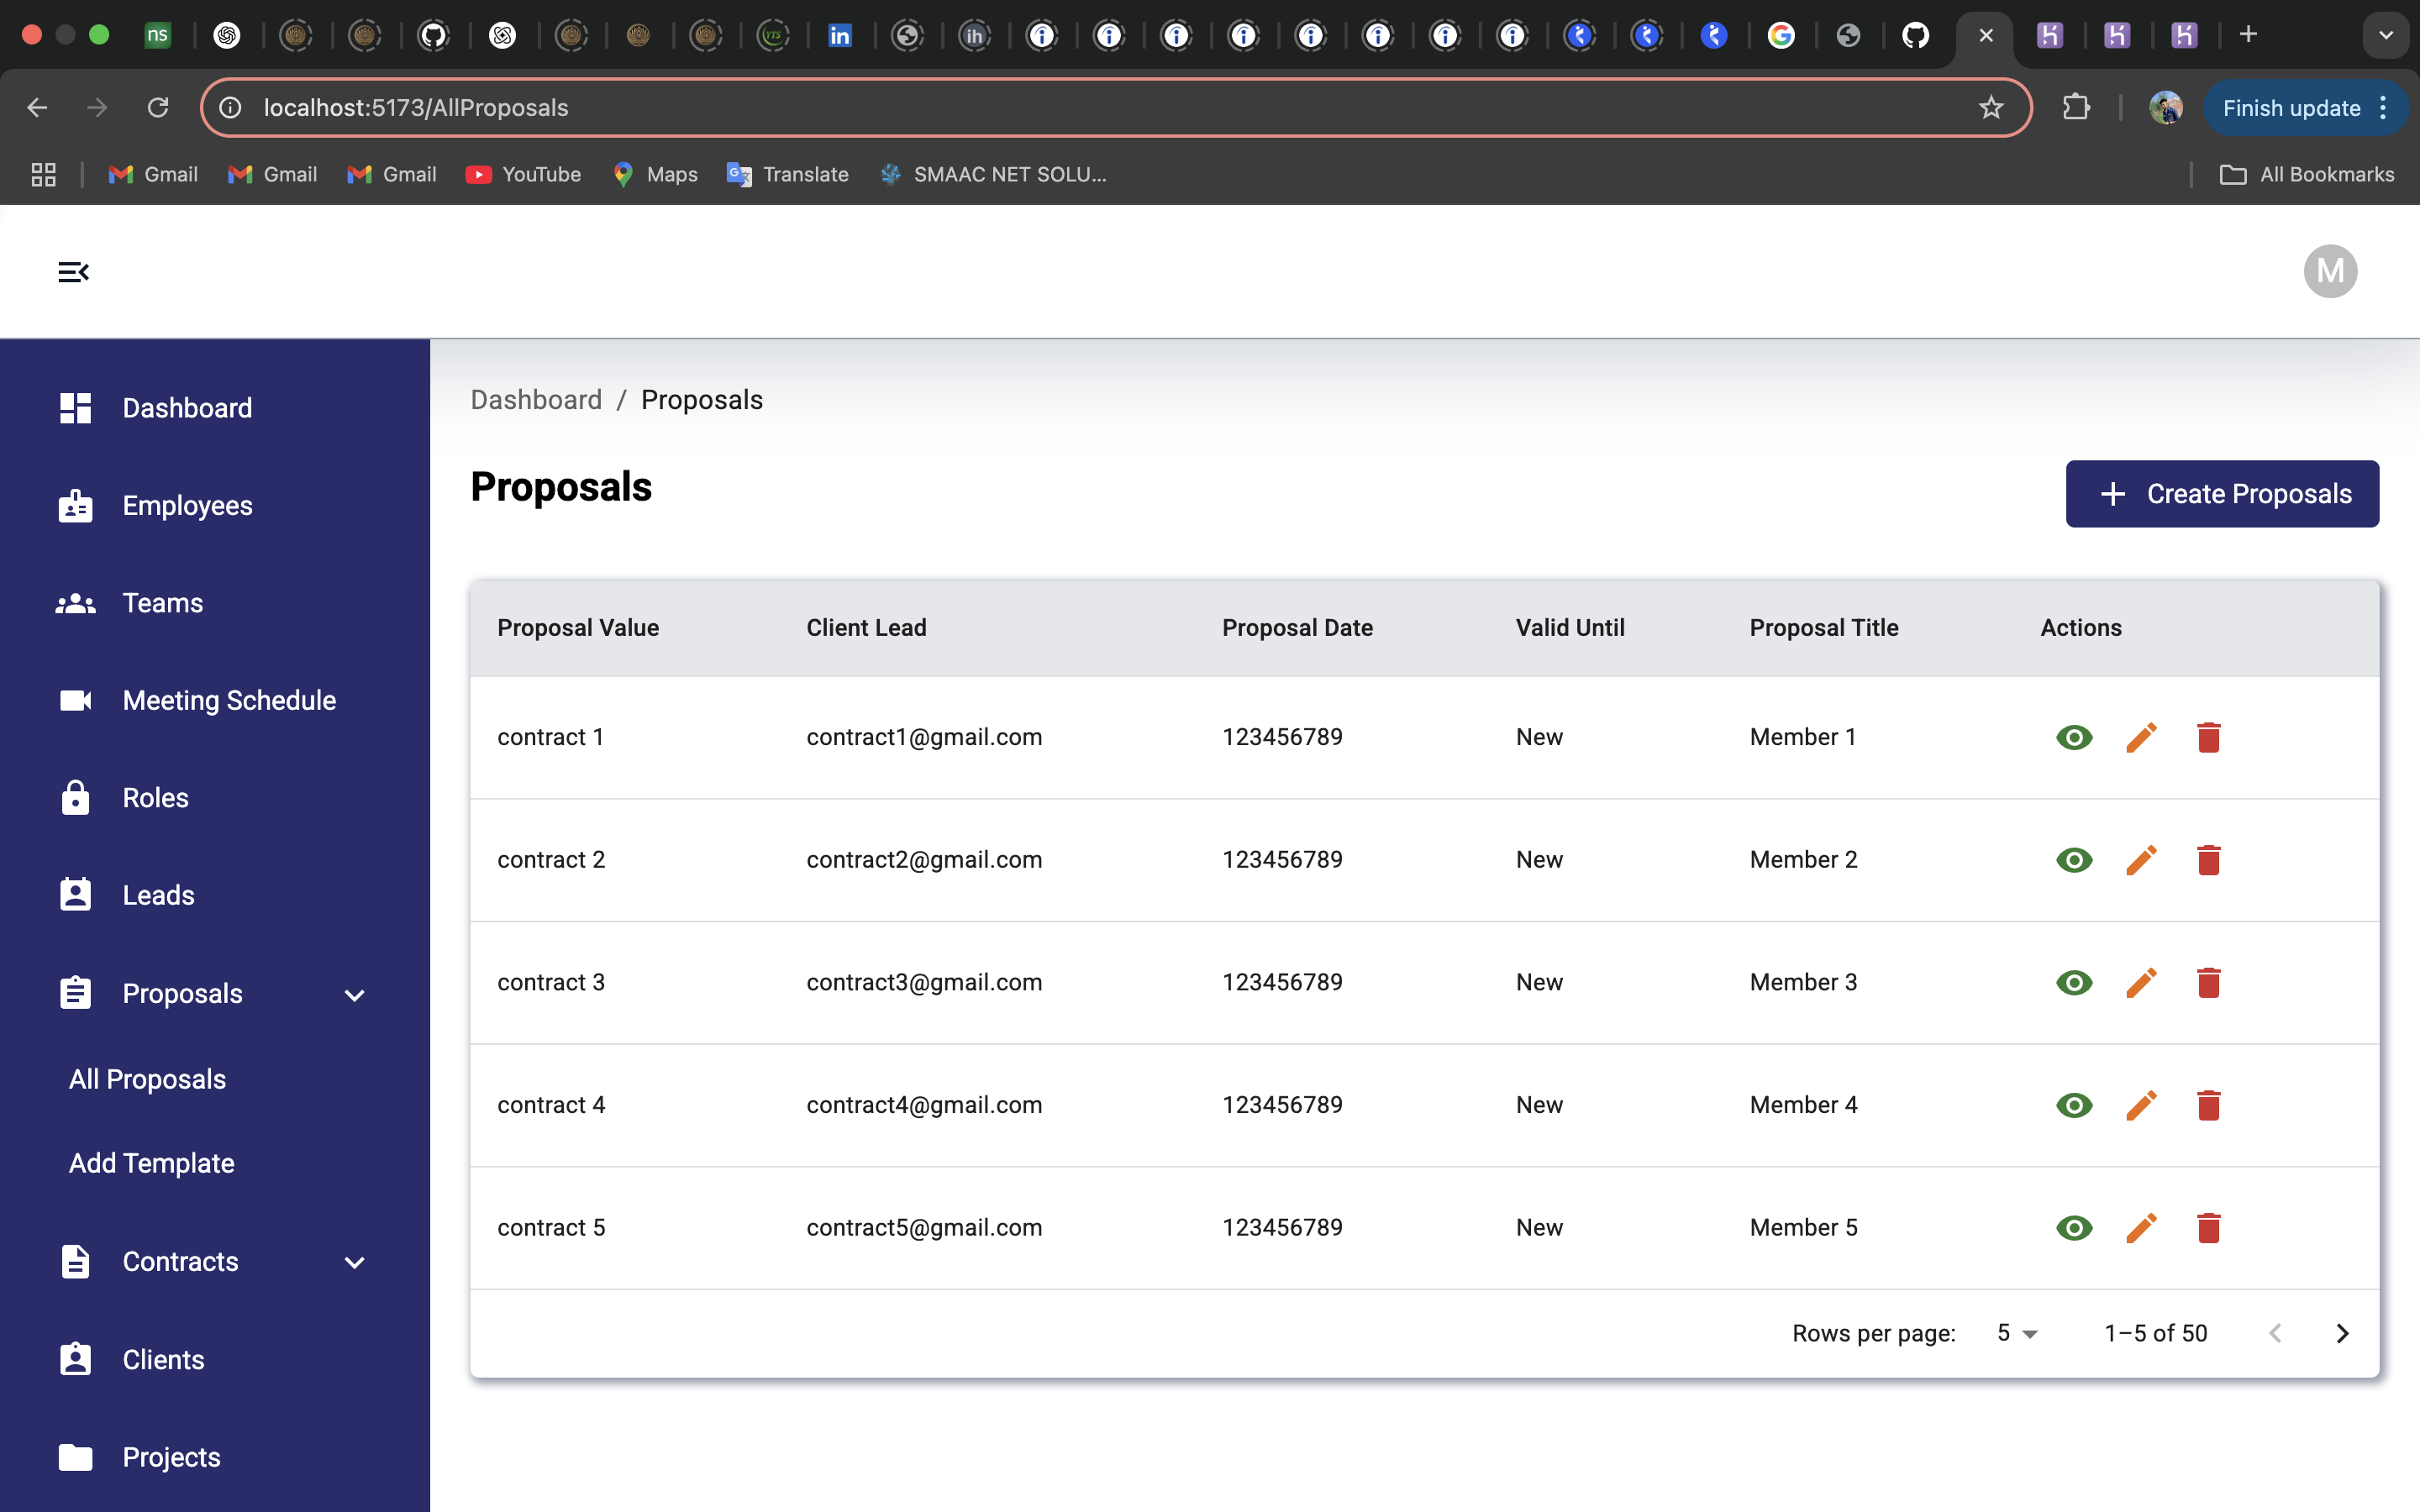 ns
YTS
in
ih
localhost:5173/AllProposals
Finish update
Gmail
Gmail
Gmail
YouTube
Maps
Translate
SMAAC NET SOLU...
All Bookmarks
M
Dashboard
Employees
Teams
Meeting Schedule
Roles
Leads
Proposals
All Proposals
Add Template
Contracts
Clients
Projects
Dashboard / Proposals
Proposals
+ Create Proposals
Proposal Value Client Lead Proposal Date Valid Until Proposal Title Actions
contract 1 contract1@gmail.com 123456789 New Member 1
contract 2 contract2@gmail.com 123456789 New Member 2
contract 3 contract3@gmail.com 123456789 New Member 3
contract 4 contract4@gmail.com 123456789 New Member 4
contract 5 contract5@gmail.com 123456789 New Member 5
Rows per page: 5 1–5 of 50